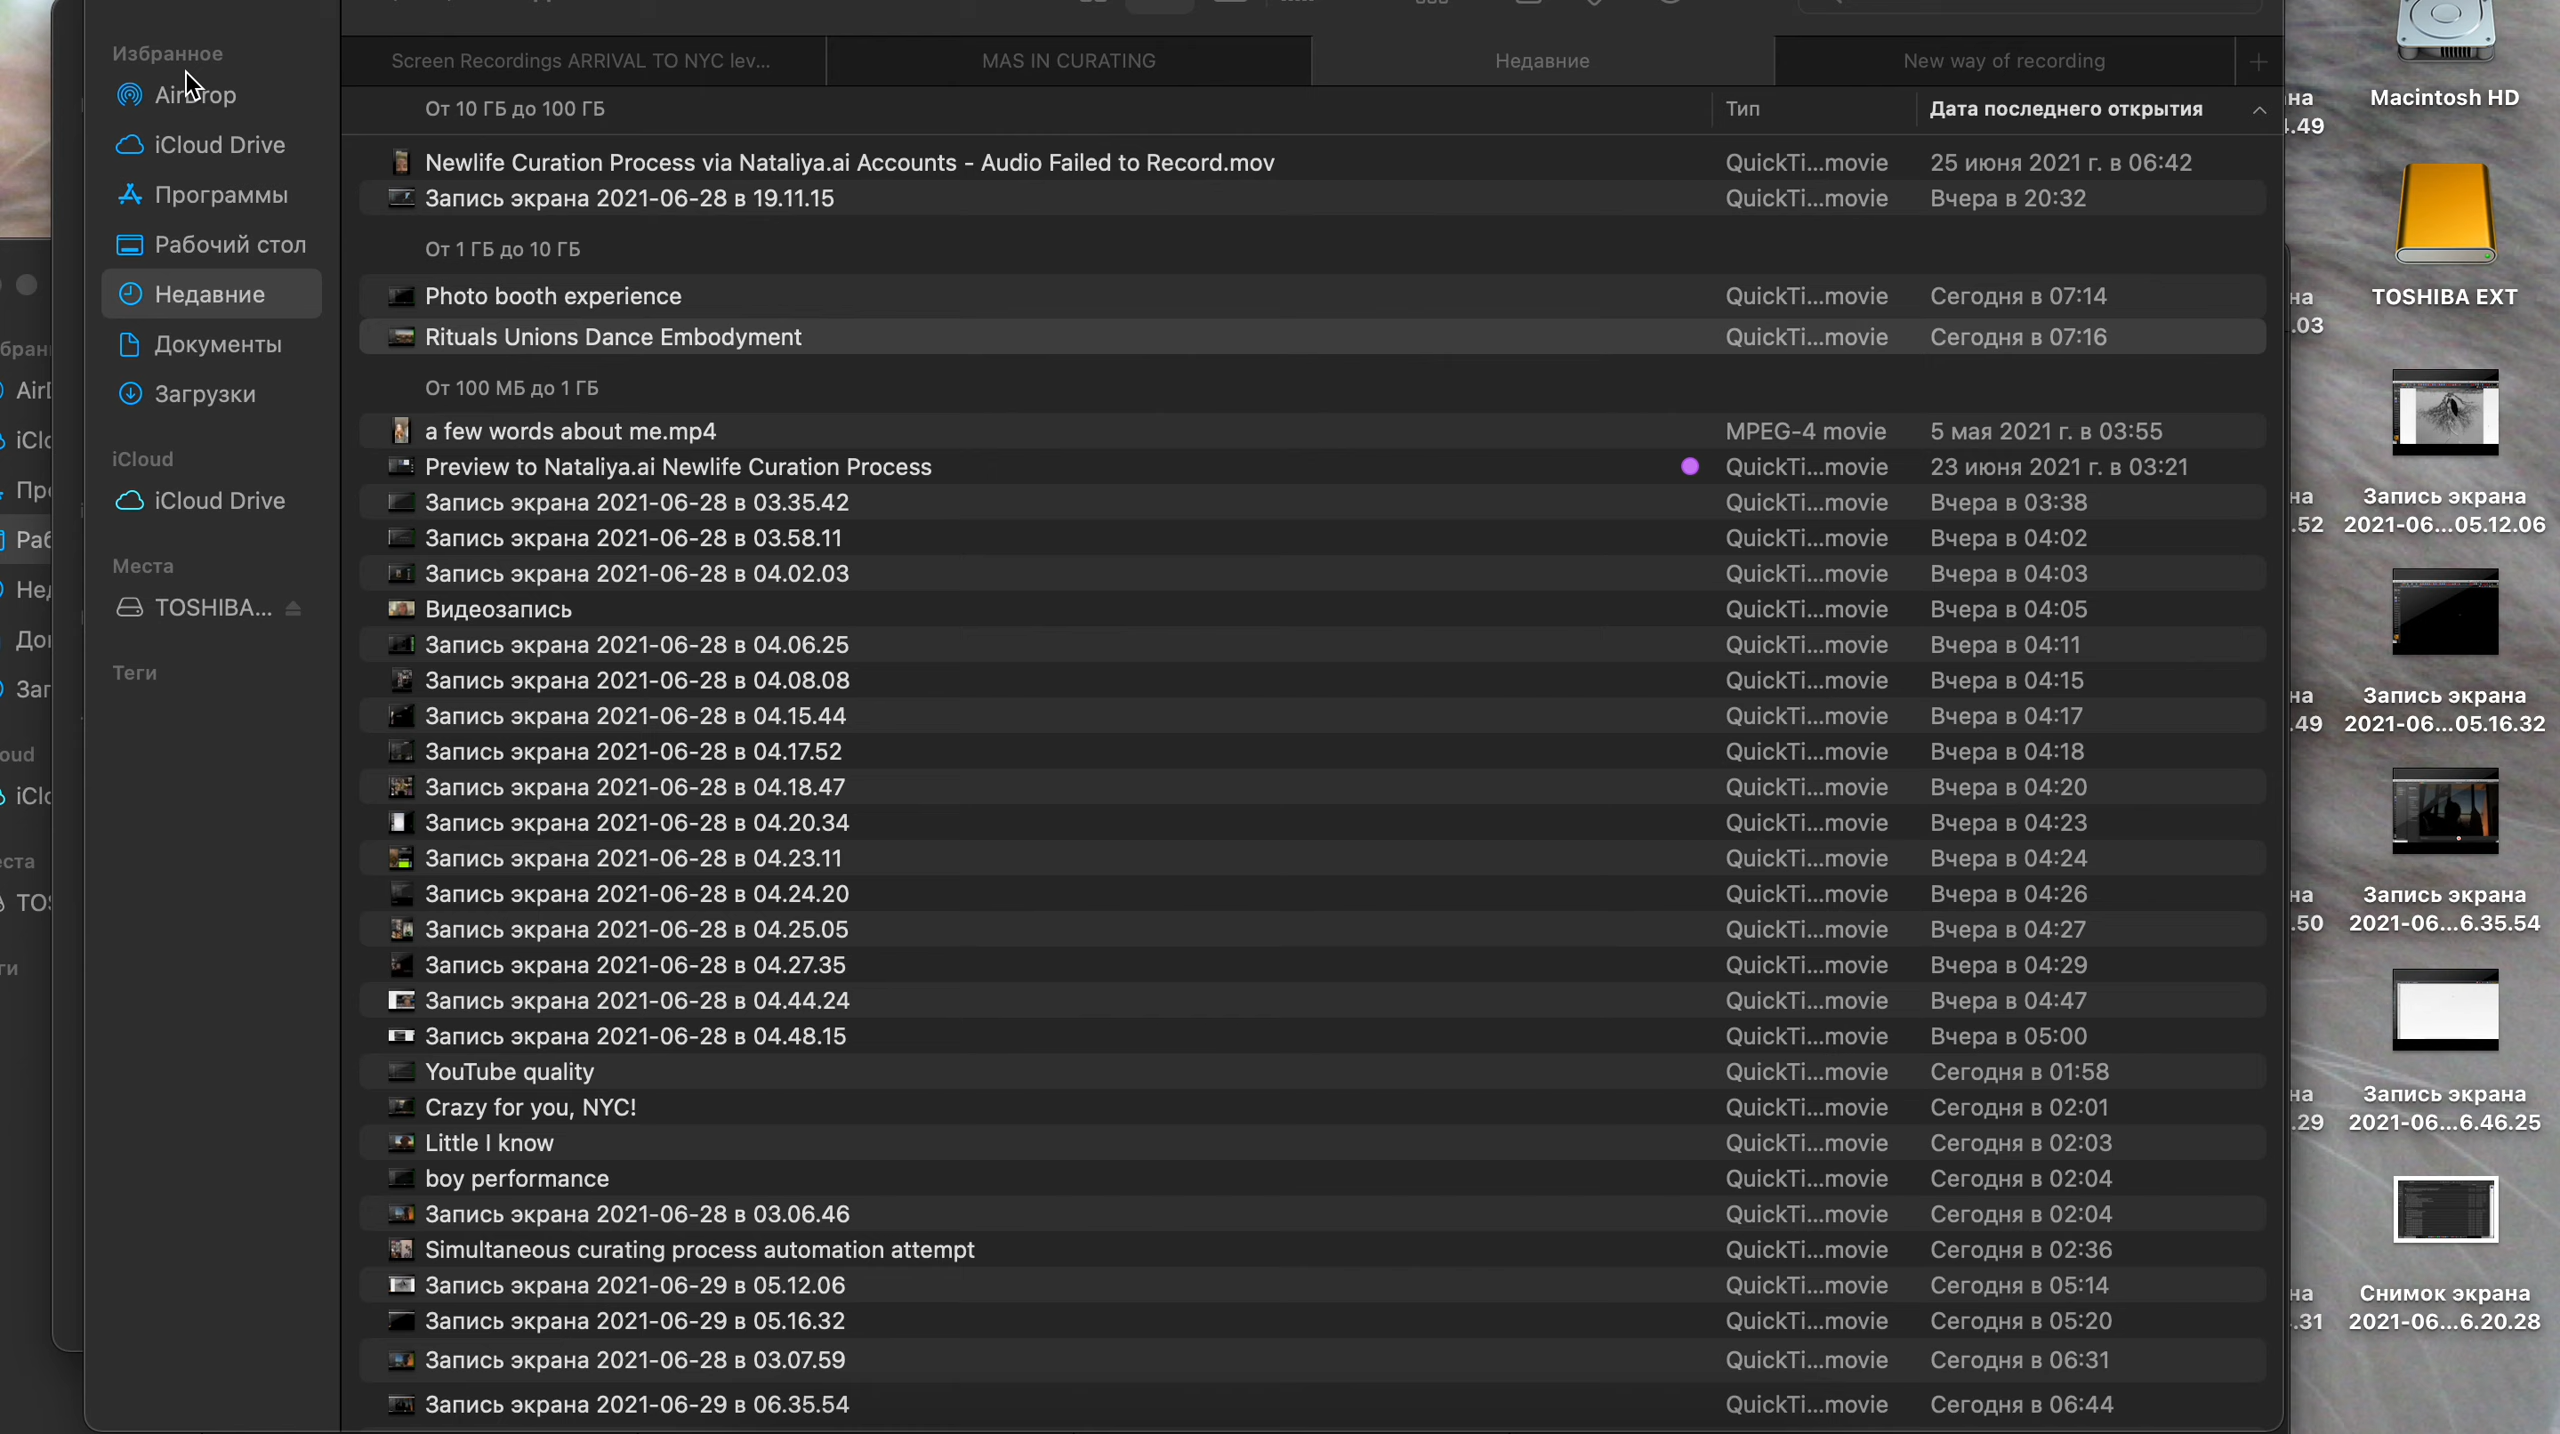 Избранное
AirDrop
iCloud Drive
Программы
Рабочий стол
Недавние
Документы
Загрузки
iCloud
iCloud Drive
Места
TOSHIBA...
Теги
Screen Recordings ARRIVAL TO NYC lev...
MAS IN CURATING
Недавние
New way of recording
От 10 ГБ до 100 ГБ
Тип
Дата последнего открытия
Newlife Curation Process via Nataliya.ai Accounts - Audio Failed to Record.mov QuickTi...movie 25 июня 2021 г. в 06:42
Запись экрана 2021-06-28 в 19.11.15 QuickTi...movie Вчера в 20:32
От 1 ГБ до 10 ГБ
Photo booth experience QuickTi...movie Сегодня в 07:14
Rituals Unions Dance Embodyment QuickTi...movie Сегодня в 07:16
От 100 МБ до 1 ГБ
a few words about me.mp4 MPEG-4 movie 5 мая 2021 г. в 03:55
Preview to Nataliya.ai Newlife Curation Process QuickTi...movie 23 июня 2021 г. в 03:21
Запись экрана 2021-06-28 в 03.35.42 QuickTi...movie Вчера в 03:38
Запись экрана 2021-06-28 в 03.58.11 QuickTi...movie Вчера в 04:02
Запись экрана 2021-06-28 в 04.02.03 QuickTi...movie Вчера в 04:03
Видеозапись QuickTi...movie Вчера в 04:05
Запись экрана 2021-06-28 в 04.06.25 QuickTi...movie Вчера в 04:11
Запись экрана 2021-06-28 в 04.08.08 QuickTi...movie Вчера в 04:15
Запись экрана 2021-06-28 в 04.15.44 QuickTi...movie Вчера в 04:17
Запись экрана 2021-06-28 в 04.17.52 QuickTi...movie Вчера в 04:18
Запись экрана 2021-06-28 в 04.18.47 QuickTi...movie Вчера в 04:20
Запись экрана 2021-06-28 в 04.20.34 QuickTi...movie Вчера в 04:23
Запись экрана 2021-06-28 в 04.23.11 QuickTi...movie Вчера в 04:24
Запись экрана 2021-06-28 в 04.24.20 QuickTi...movie Вчера в 04:26
Запись экрана 2021-06-28 в 04.25.05 QuickTi...movie Вчера в 04:27
Запись экрана 2021-06-28 в 04.27.35 QuickTi...movie Вчера в 04:29
Запись экрана 2021-06-28 в 04.44.24 QuickTi...movie Вчера в 04:47
Запись экрана 2021-06-28 в 04.48.15 QuickTi...movie Вчера в 05:00
YouTube quality QuickTi...movie Сегодня в 01:58
Crazy for you, NYC! QuickTi...movie Сегодня в 02:01
Little I know QuickTi...movie Сегодня в 02:03
boy performance QuickTi...movie Сегодня в 02:04
Запись экрана 2021-06-28 в 03.06.46 QuickTi...movie Сегодня в 02:04
Simultaneous curating process automation attempt QuickTi...movie Сегодня в 02:36
Запись экрана 2021-06-29 в 05.12.06 QuickTi...movie Сегодня в 05:14
Запись экрана 2021-06-29 в 05.16.32 QuickTi...movie Сегодня в 05:20
Запись экрана 2021-06-28 в 03.07.59 QuickTi...movie Сегодня в 06:31
Запись экрана 2021-06-29 в 06.35.54 QuickTi...movie Сегодня в 06:44
Macintosh HD
TOSHIBA EXT
Запись экрана
2021-06...05.12.06
Запись экрана
2021-06...05.16.32
Запись экрана
2021-06...6.35.54
Запись экрана
2021-06...6.46.25
Снимок экрана
2021-06...6.20.28